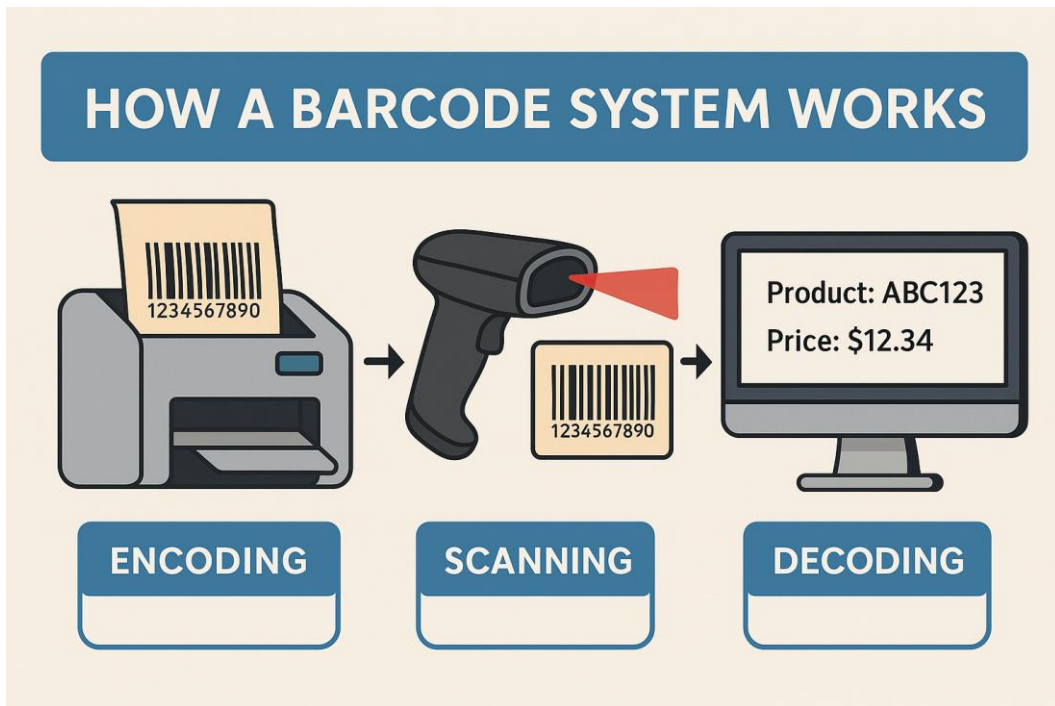 HOW A BARCODE SYSTEM WORKS
1234567890
1234567890
Product: ABC123
Price: $12.34
ENCODING
SCANNING
DECODING